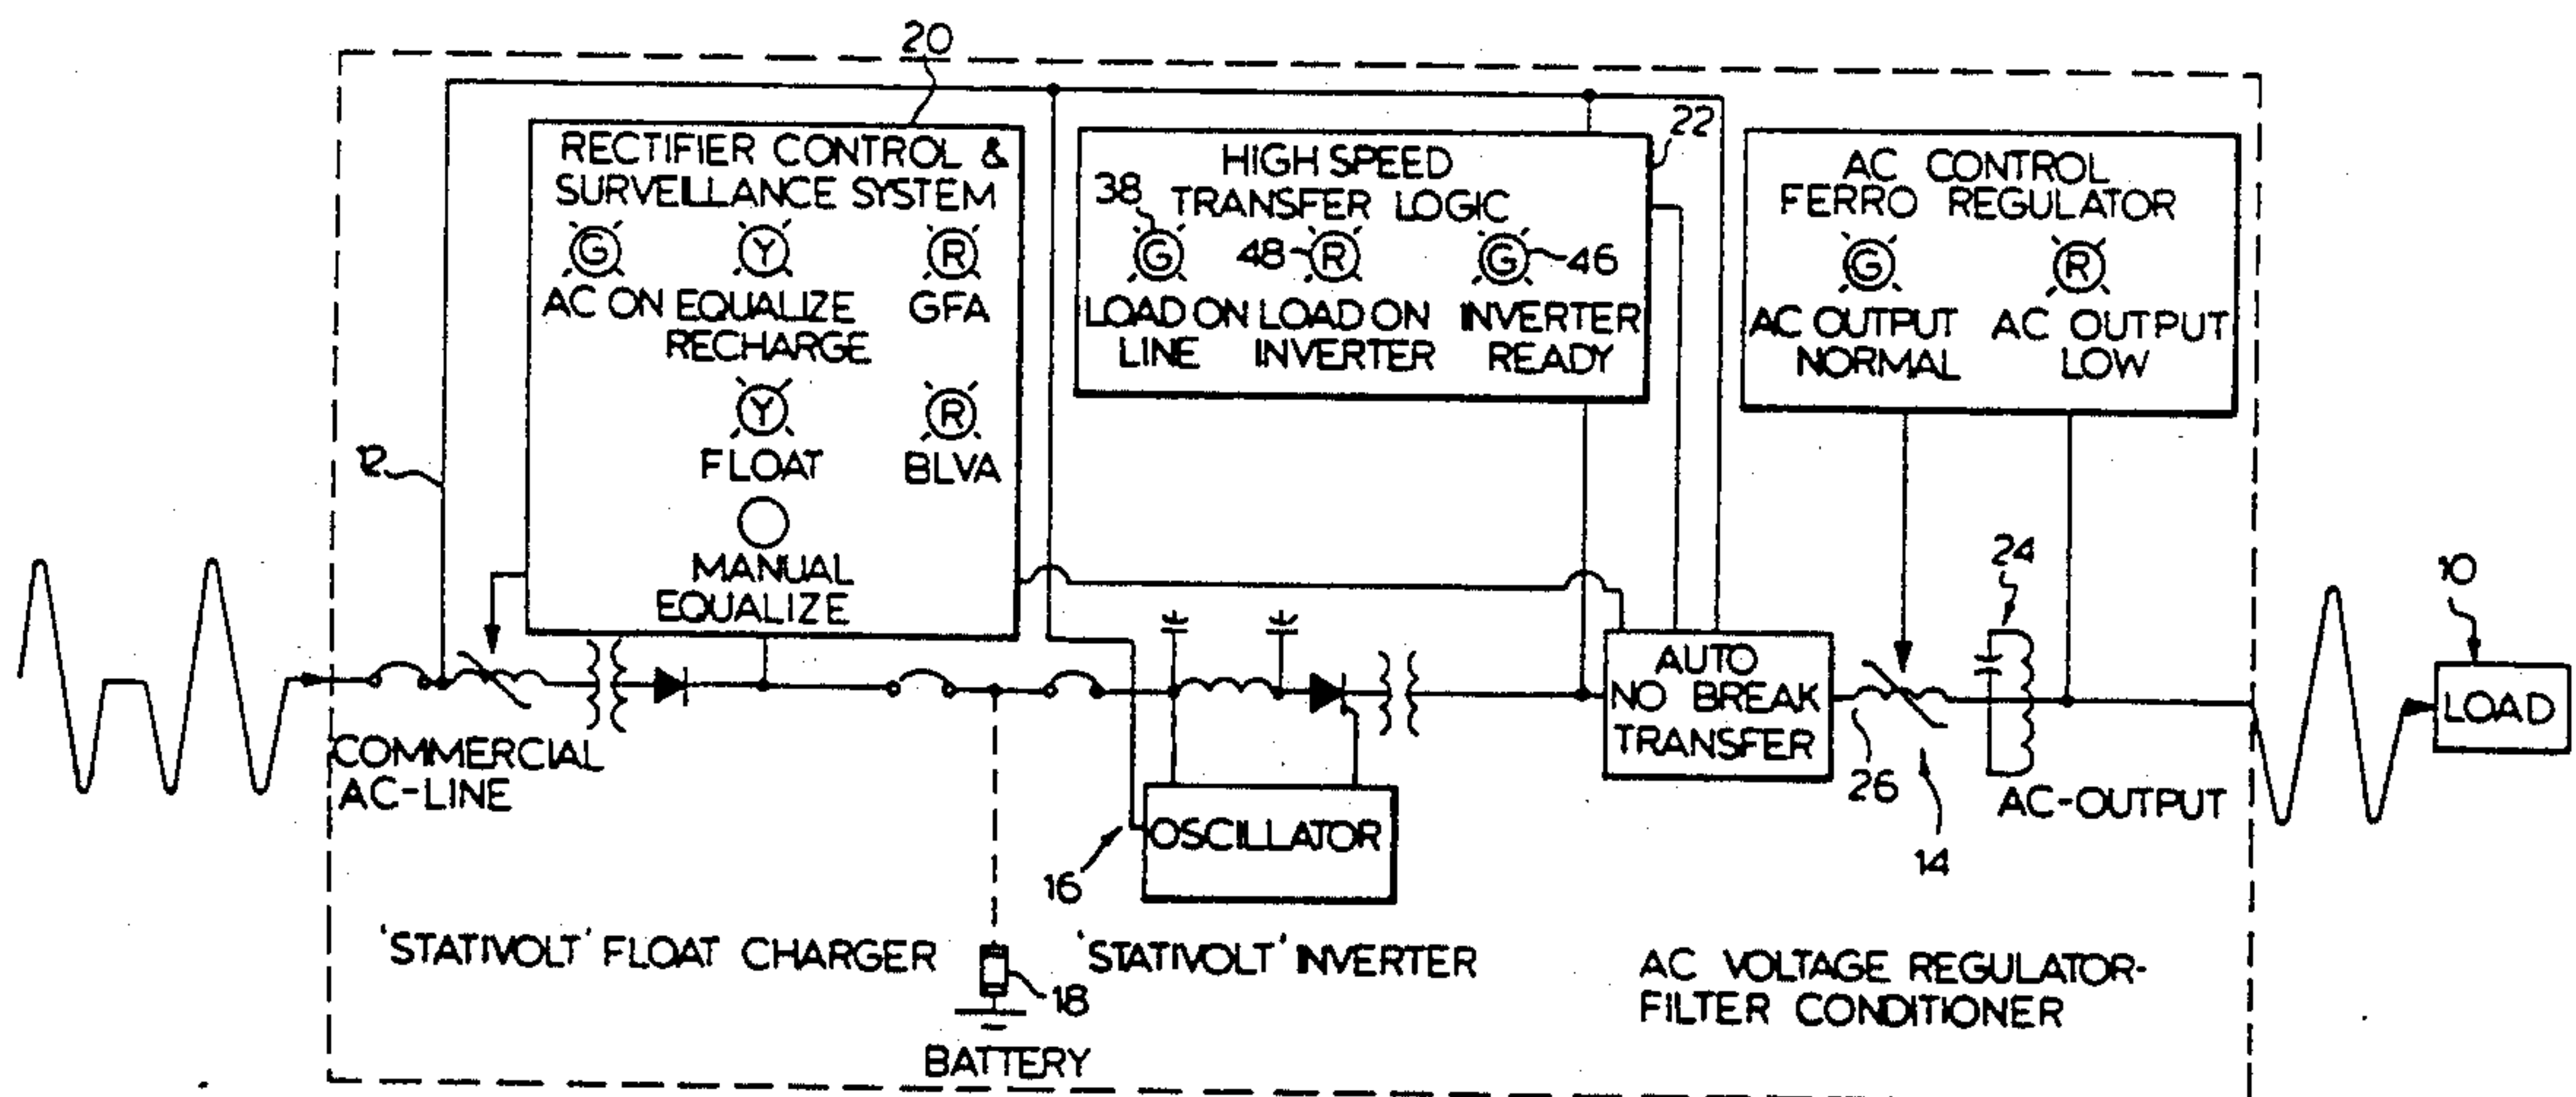 20
RECTIFIER CONTROL &
SURVEILLANCE SYSTEM
G Y R
AC ON EQUALIZE GFA
RECHARGE
Y R
FLOAT BLVA
MANUAL
EQUALIZE
22
HIGH SPEED
TRANSFER LOGIC
38 G 48 R G 46
LOAD ON LOAD ON INVERTER
LINE INVERTER READY
AC CONTROL
FERRO REGULATOR
G R
AC OUTPUT AC OUTPUT
NORMAL LOW
12
24
10
LOAD
AUTO
NO BREAK
TRANSFER
26
14
AC-OUTPUT
COMMERCIAL
AC-LINE
OSCILLATOR
16
'STATIVOLT' FLOAT CHARGER
18
BATTERY
'STATIVOLT' INVERTER
AC VOLTAGE REGULATOR-
FILTER CONDITIONER